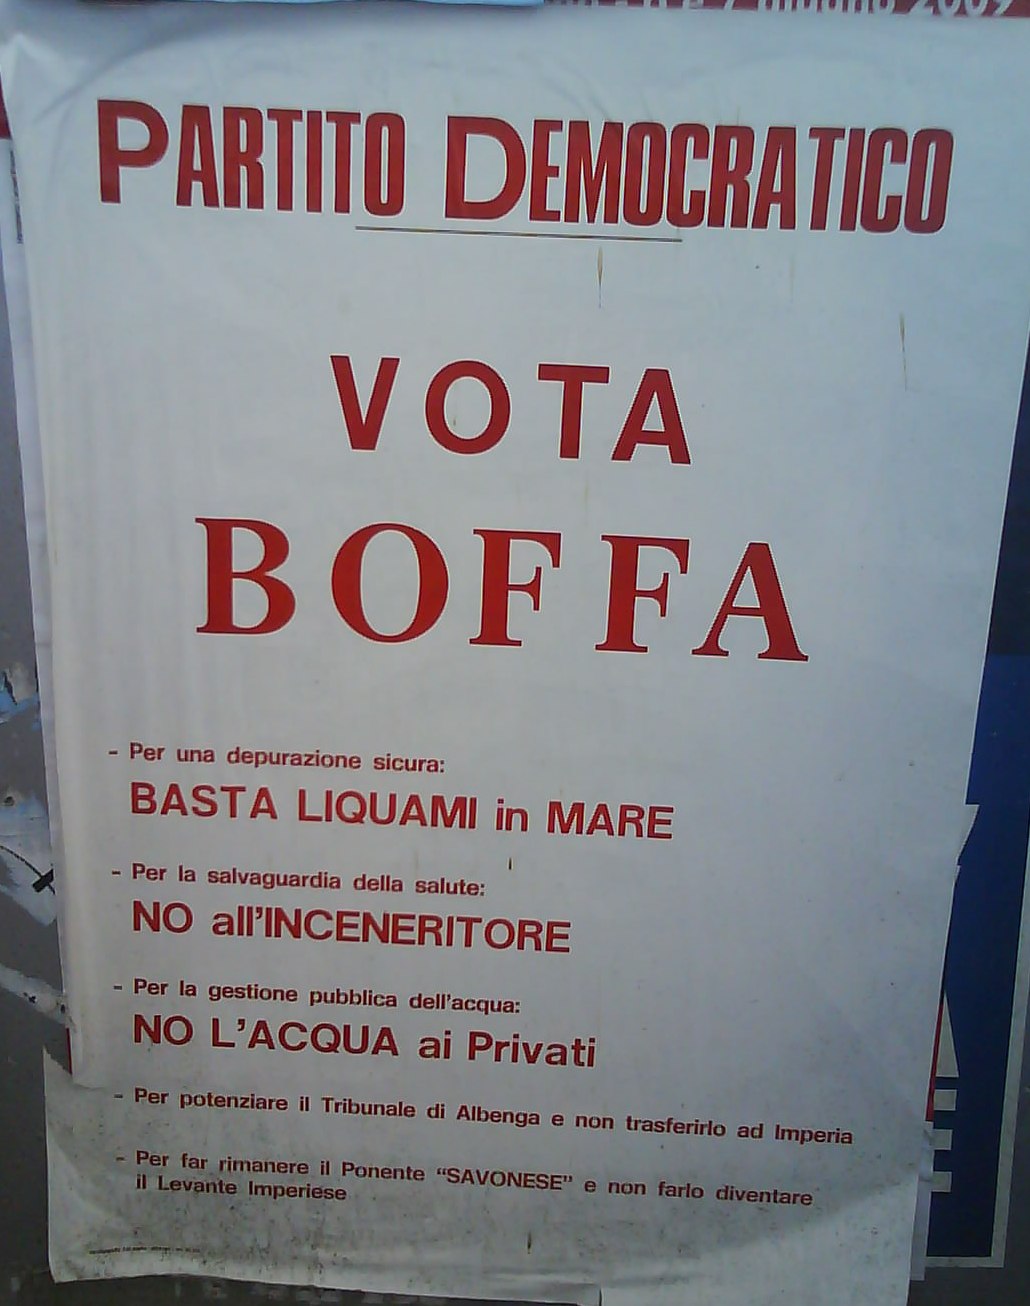 giugno 2009
PARTITO DEMOCRATICO
VOTA
BOFFA
- Per una depurazione sicura:
BASTA LIQUAMI in MARE
- Per la salvaguardia della salute:
NO all'INCENERITORE
- Per la gestione pubblica dell'acqua:
NO L'ACQUA ai Privati
- Per potenziare il Tribunale di Albenga e non trasferirlo ad Imperia
- Per far rimanere il Ponente "SAVONESE" e non farlo diventare
il Levante Imperiese